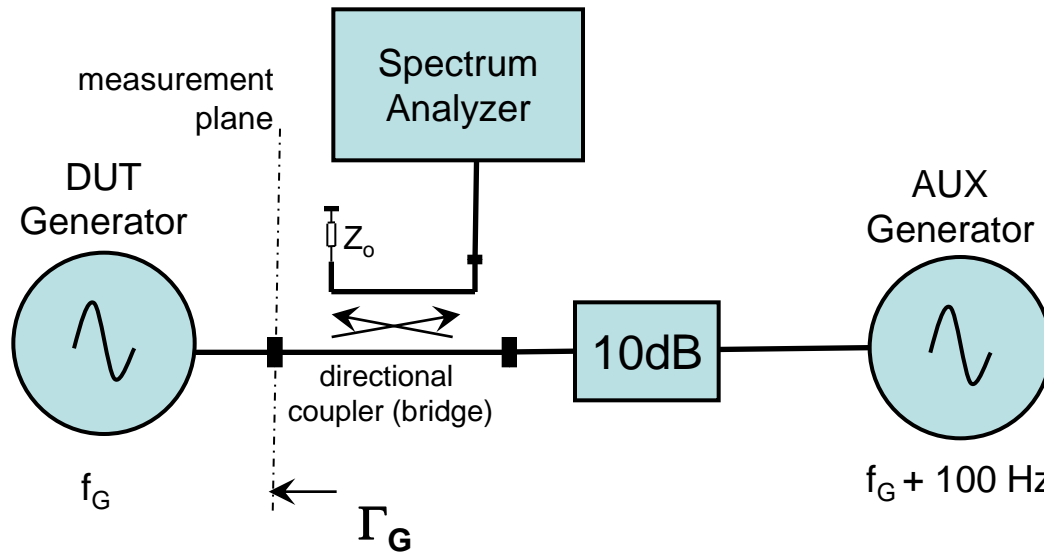 measurement
plane
Spectrum
Analyzer
DUT
Generator
AUX
Generator
Zo
10dB
directional
coupler (bridge)
fG
fG + 100 Hz
ΓG